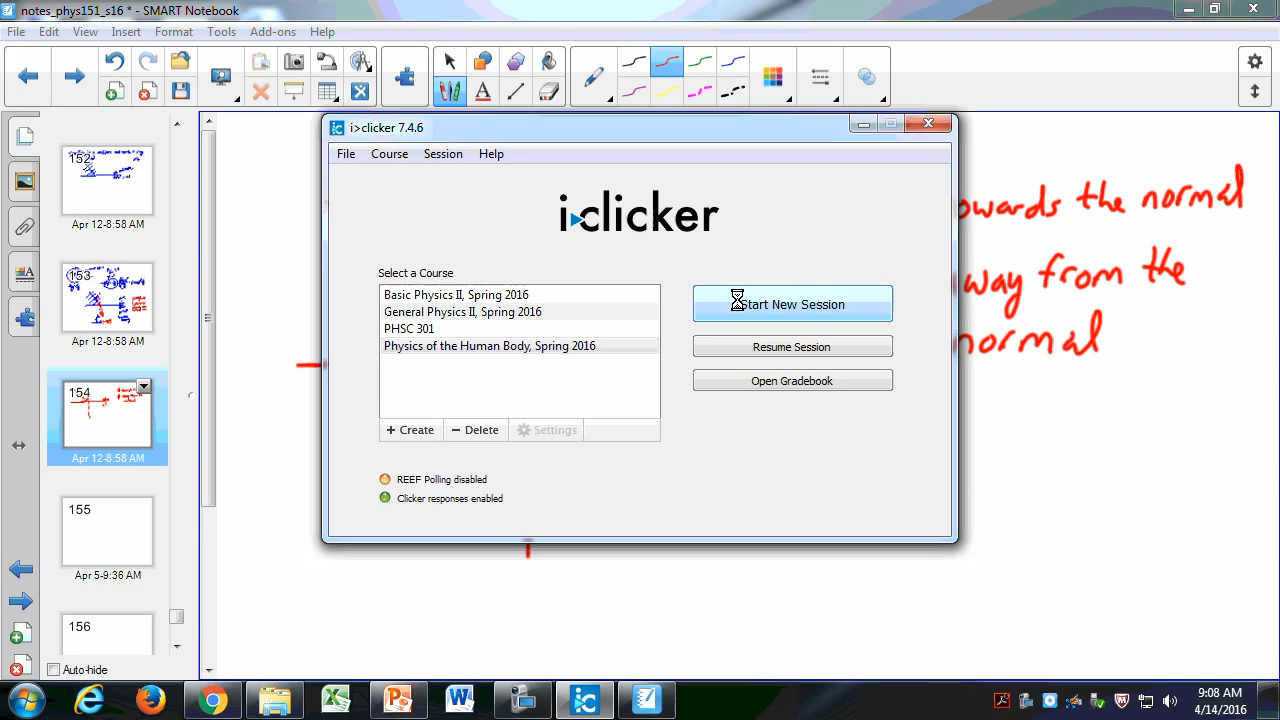 notes_phys151_s16 * - SMART Notebook
File Edit View Insert Format Tools Add-ons Help
i>clicker 7.4.6
File Course Session Help
i>clicker
Select a Course
Basic Physics II, Spring 2016
General Physics II, Spring 2016
PHSC 301
Physics of the Human Body, Spring 2016
+ Create − Delete Settings
Start New Session
Resume Session
Open Gradebook
REEF Polling disabled
Clicker responses enabled
owards the normal
way from the
normal
152
Apr 12-8:58 AM
153
Apr 12-8:58 AM
154
Apr 12-8:58 AM
155
Apr 5-9:36 AM
156
Auto-hide
9:08 AM
4/14/2016